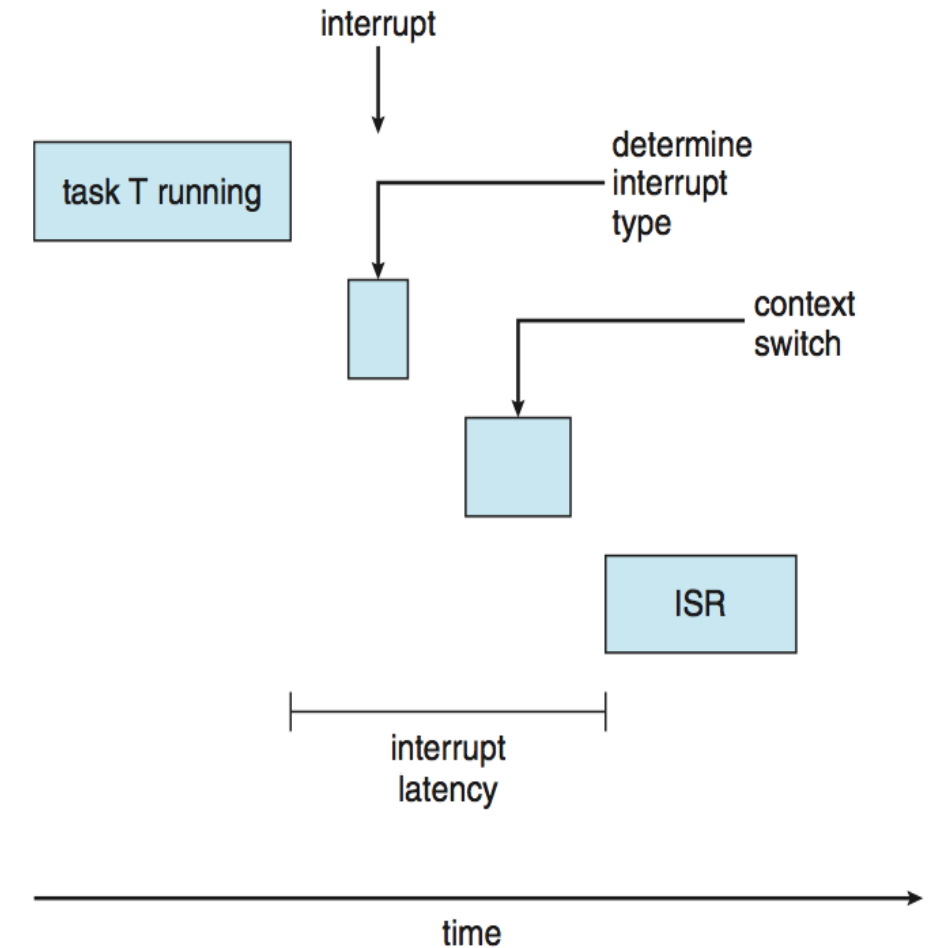 interrupt
task T running
determine
interrupt
type
context
switch
ISR
interrupt
latency
time